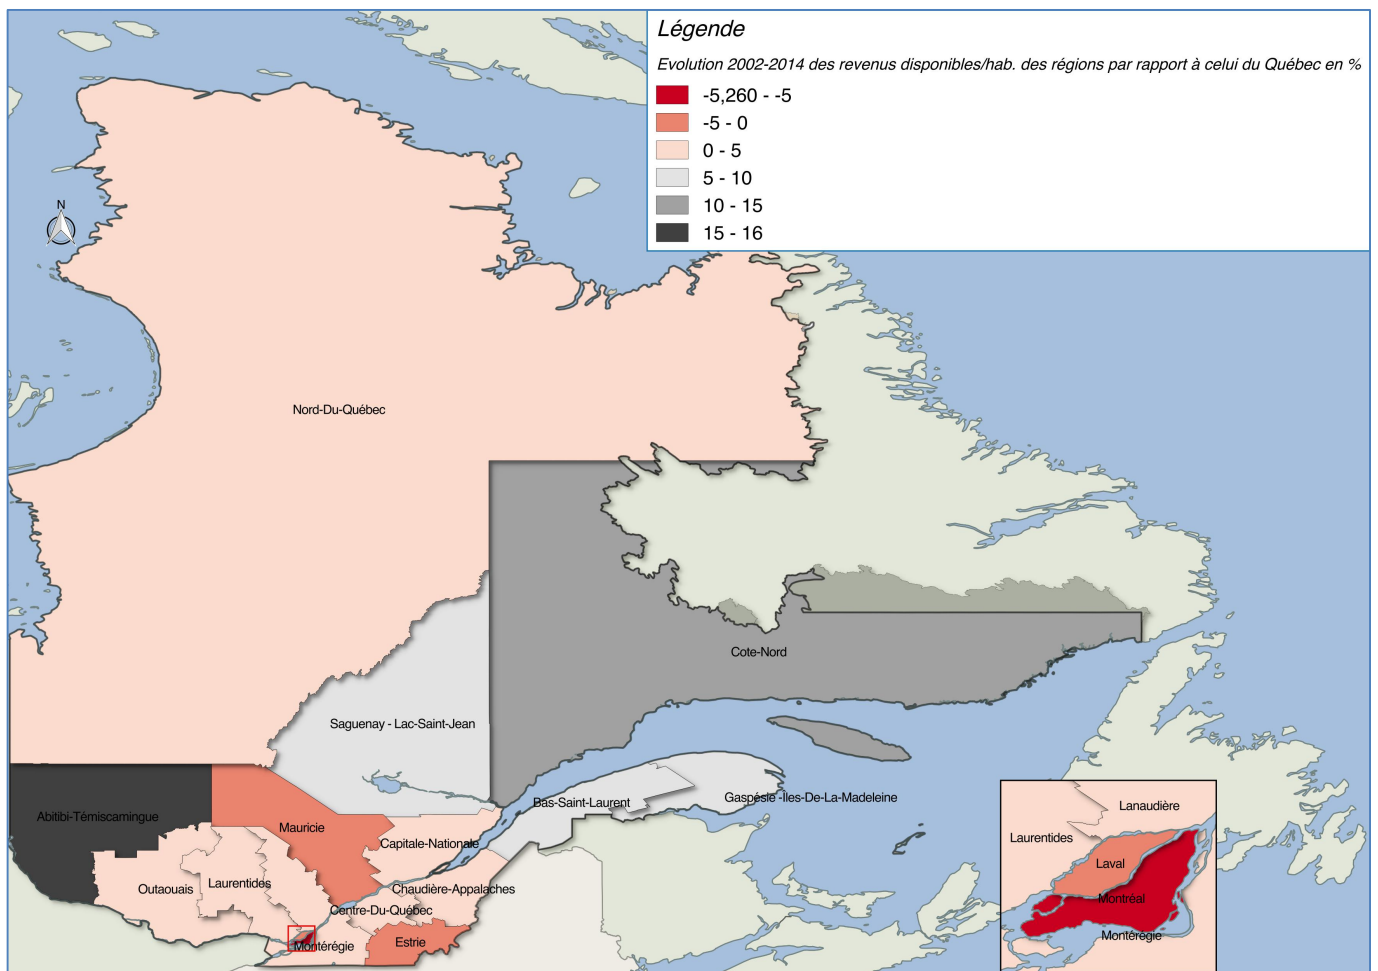 Légende
Evolution 2002-2014 des revenus disponibles/hab. des régions par rapport à celui du Québec en %
-5,260 - -5
-5 - 0
0 - 5
5 - 10
10 - 15
15 - 16
N
Nord-Du-Québec
Cote-Nord
Saguenay - Lac-Saint-Jean
Bas-Saint-Laurent
Gaspésie -Iles-De-La-Madeleine
Abitibi-Témiscamingue
Mauricie
Capitale-Nationale
Outaouais
Laurentides
Chaudière-Appalaches
Centre-Du-Québec
Montérégie
Estrie
Lanaudière
Laurentides
Laval
Montréal
Montérégie